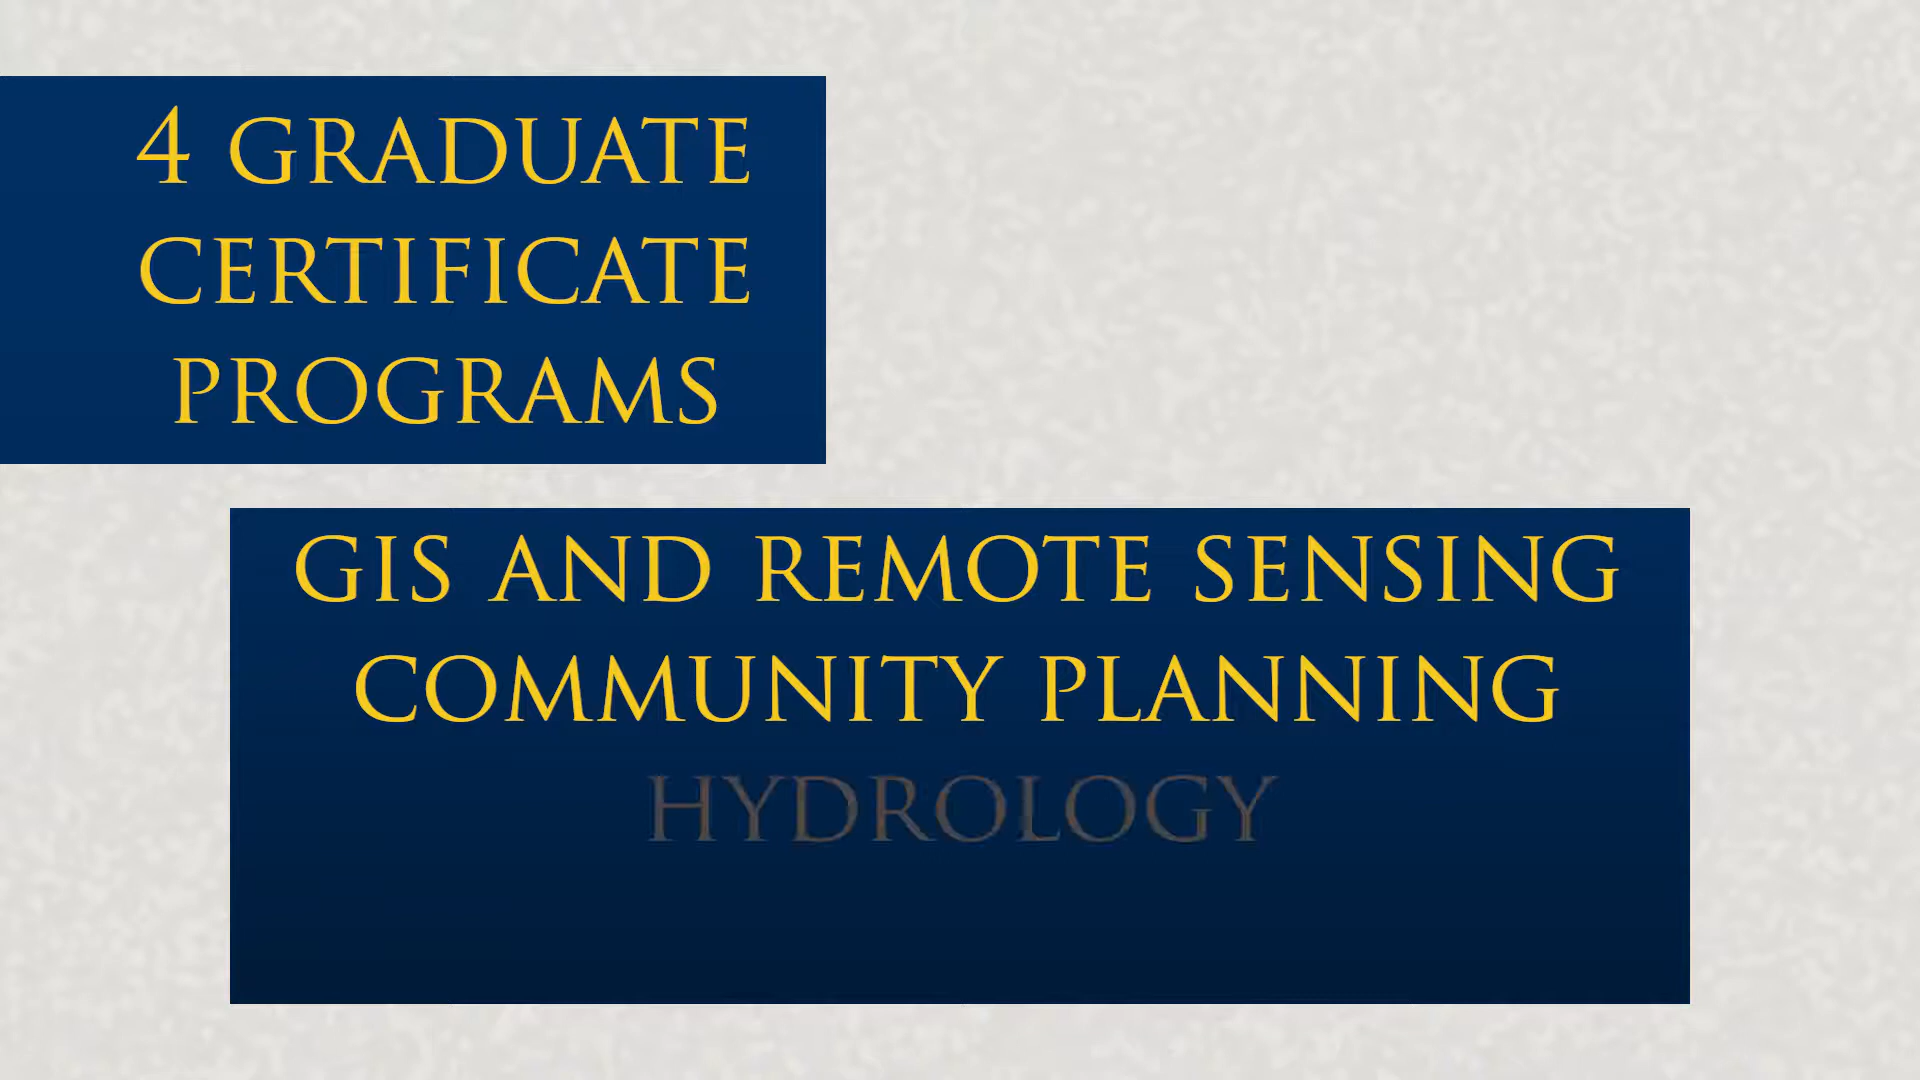 4 GRADUATE
CERTIFICATE
PROGRAMS
GIS AND REMOTE SENSING
COMMUNITY PLANNING
HYDROLOGY